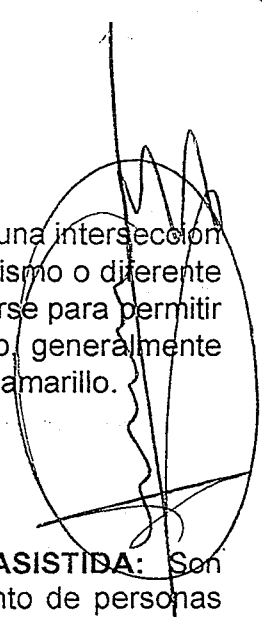 una intersección
ismo o diferente
rse para permitir
o, generalmente
amarillo.
ASISTIDA: Son
nto de personas